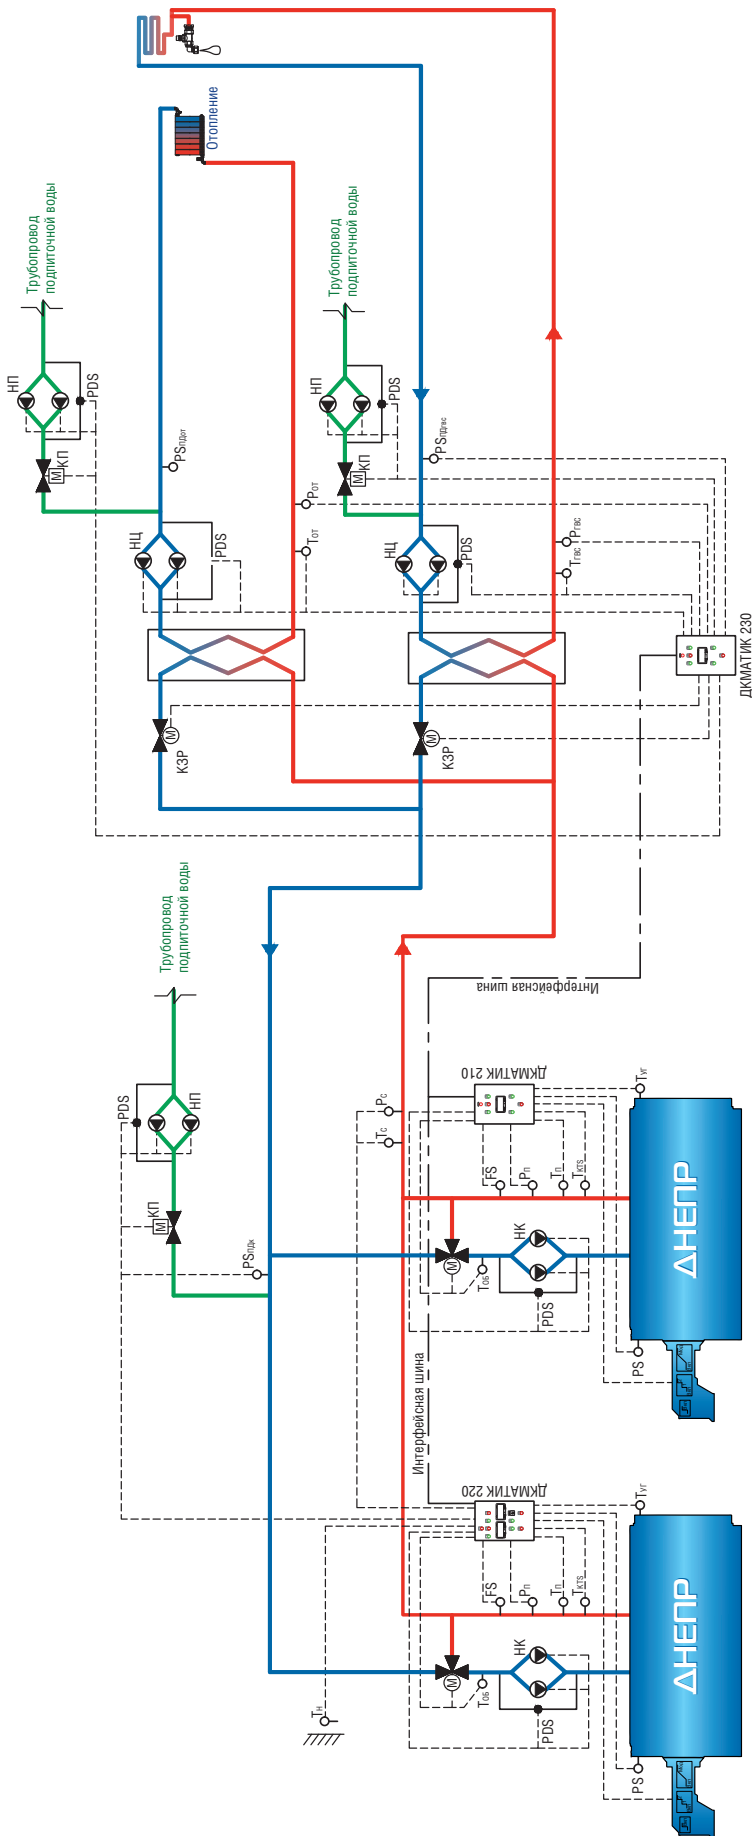 Отопление
Трубопровод
подпиточной воды
НП
PDS
КП
PSпдот
Pот
Tот
НЦ
PDS
КЗР
Трубопровод
подпиточной воды
НП
PDS
КП
PSпдгвс
НЦ
PDS
Pгвс
Tгвс
КЗР
ДКМАТИК 230
Трубопровод
подпиточной воды
PDS
НП
КП
PSпдк
Интерфейсная шина
ДКМАТИК 210
Pс
Tс
FS
Pп
Tп
Tктs
Tуг
НК
Tоб
PDS
PS
ДНЕПР
Интерфейсная шина
ДКМАТИК 220
Tн
FS
Pп
Tп
Tктs
Tуг
НК
Tоб
PDS
PS
ДНЕПР
M
M
M
M
M
M
M